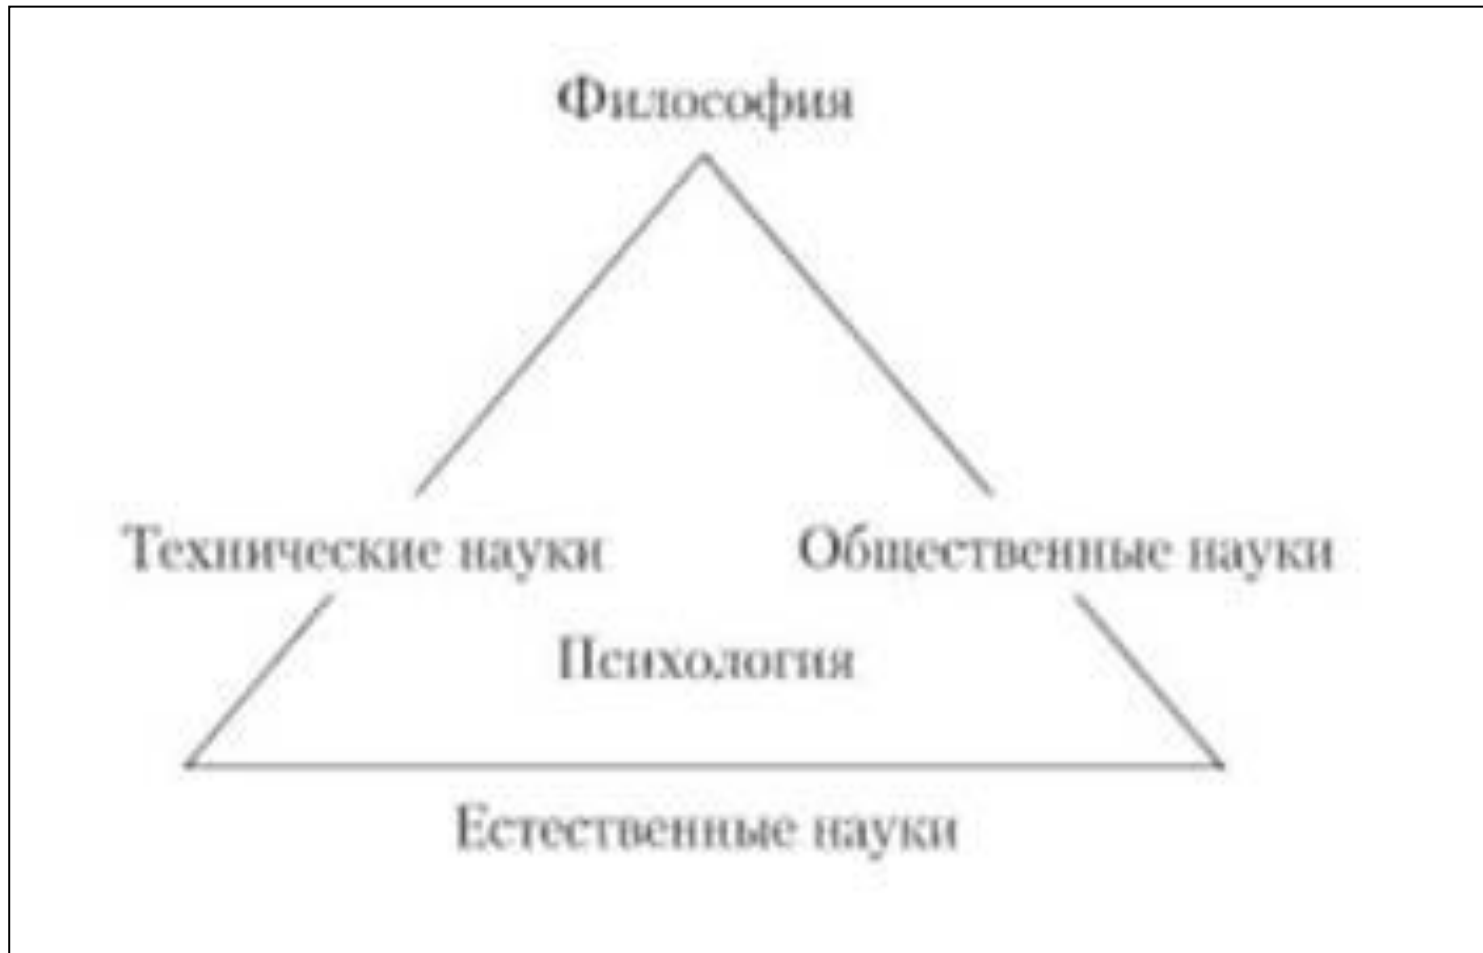 Философия
Технические науки
Общественные науки
Психология
Естественные науки